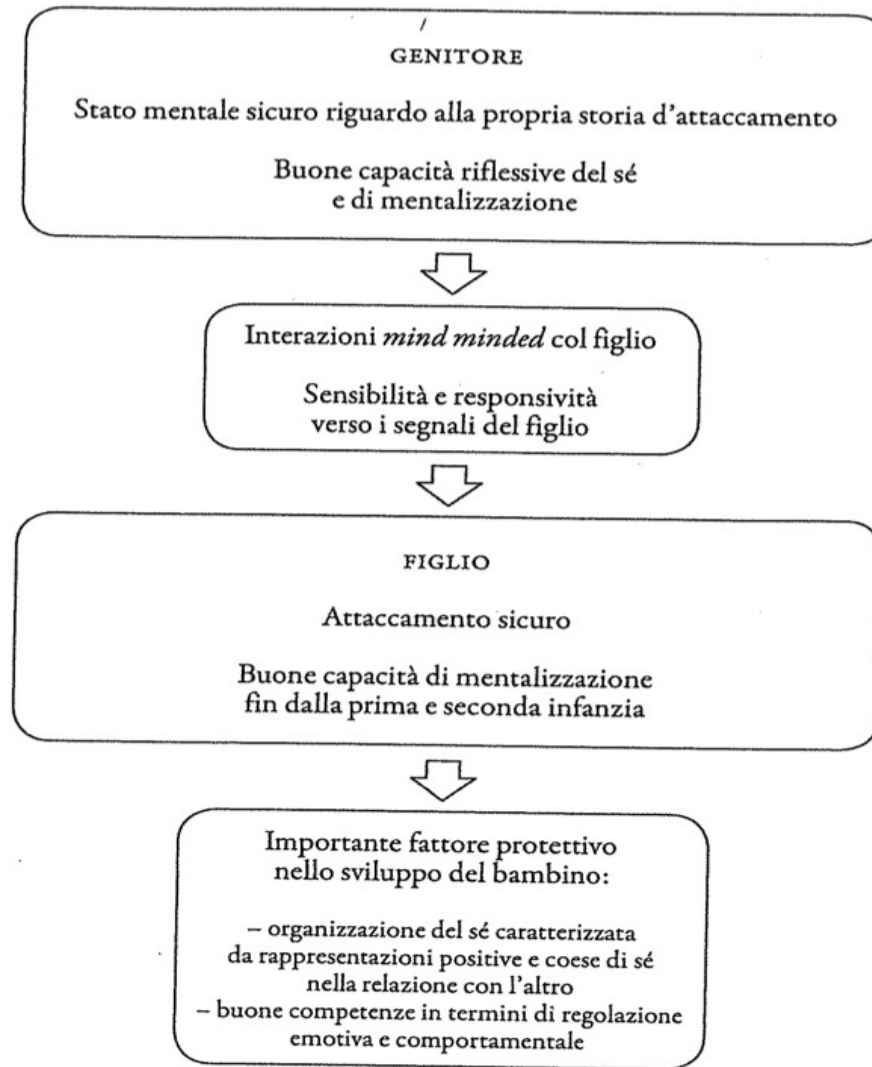 GENITORE
Stato mentale sicuro riguardo alla propria storia d'attaccamento
Buone capacità riflessive del sé
e di mentalizzazione
Interazioni mind minded col figlio
Sensibilità e responsività
verso i segnali del figlio
FIGLIO
Attaccamento sicuro
Buone capacità di mentalizzazione
fin dalla prima e seconda infanzia
Importante fattore protettivo
nello sviluppo del bambino:
– organizzazione del sé caratterizzata
da rappresentazioni positive e coese di sé
nella relazione con l'altro
– buone competenze in termini di regolazione
emotiva e comportamentale